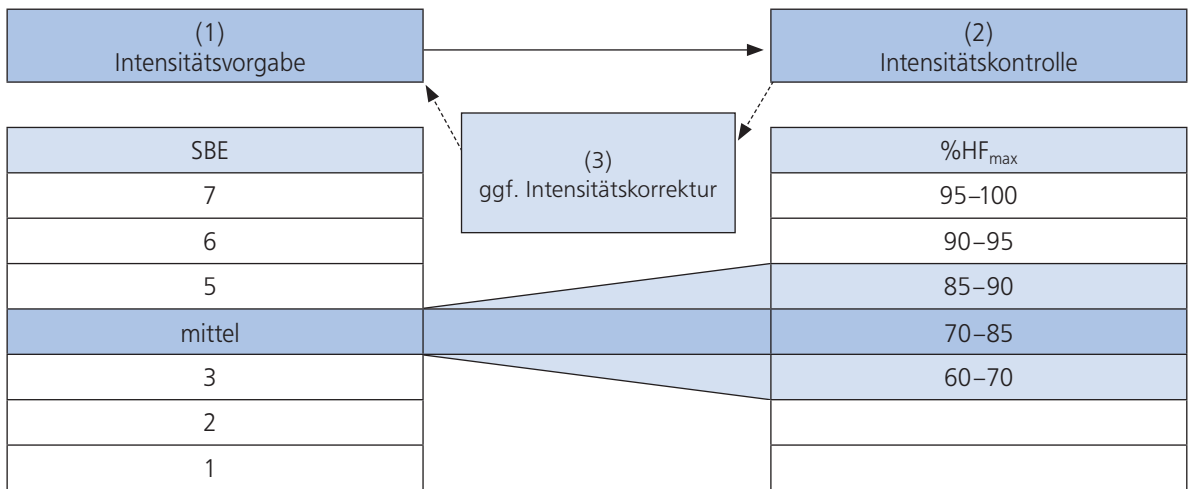 (1)
Intensitätsvorgabe
(2)
Intensitätskontrolle
(3)
ggf. Intensitätskorrektur
SBE
7
6
5
mittel
3
2
1
%HFmax
95–100
90–95
85–90
70–85
60–70